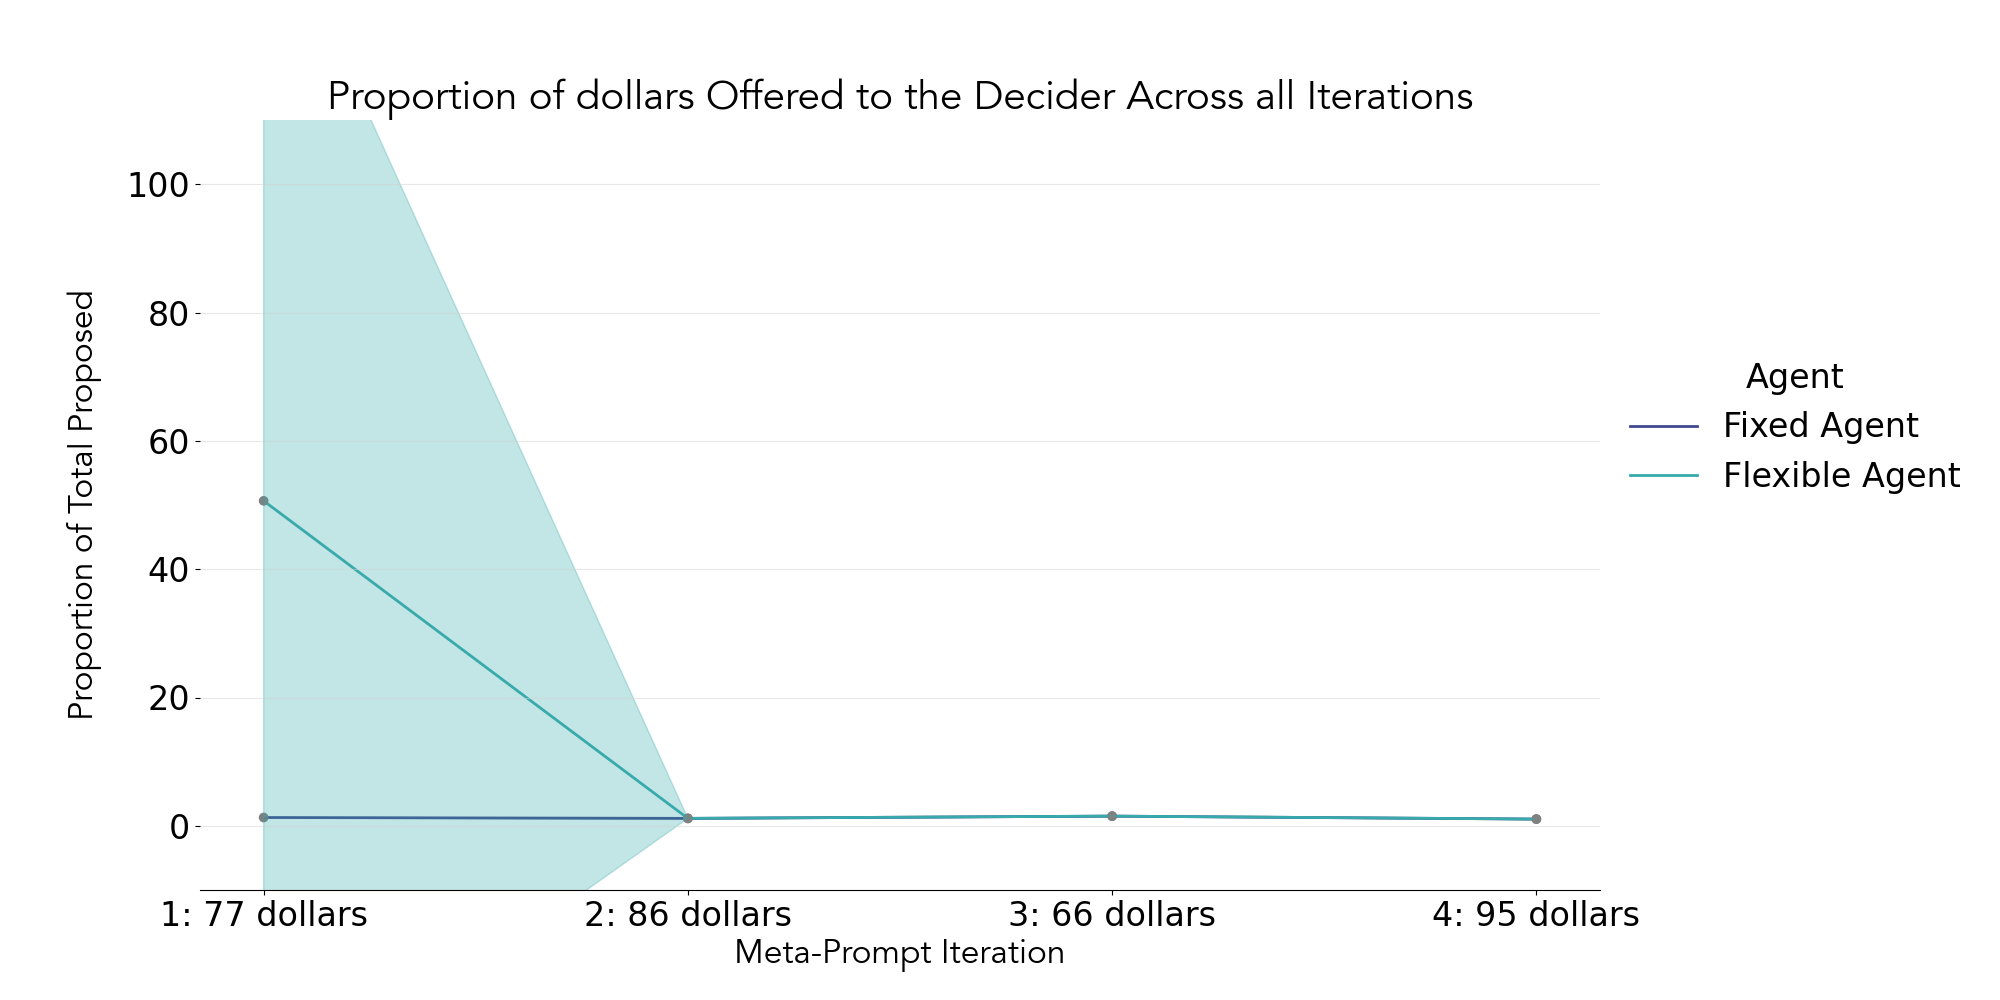 Proportion of dollars Offered to the Decider Across all Iterations
Proportion of Total Proposed
100
80
60
40
20
0
1: 77 dollars
2: 86 dollars
3: 66 dollars
4: 95 dollars
Meta-Prompt Iteration
Agent
Fixed Agent
Flexible Agent